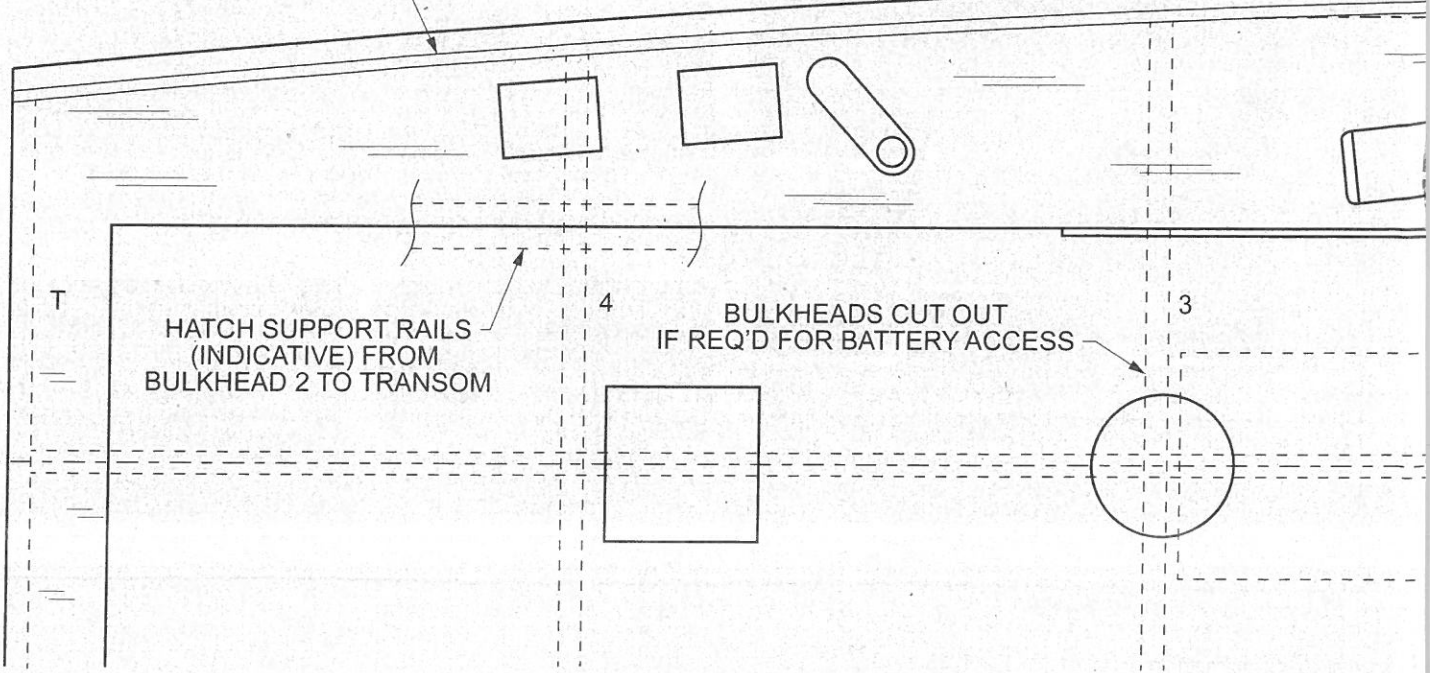 T
4
3
HATCH SUPPORT RAILS
(INDICATIVE) FROM
BULKHEAD 2 TO TRANSOM
BULKHEADS CUT OUT
IF REQ'D FOR BATTERY ACCESS